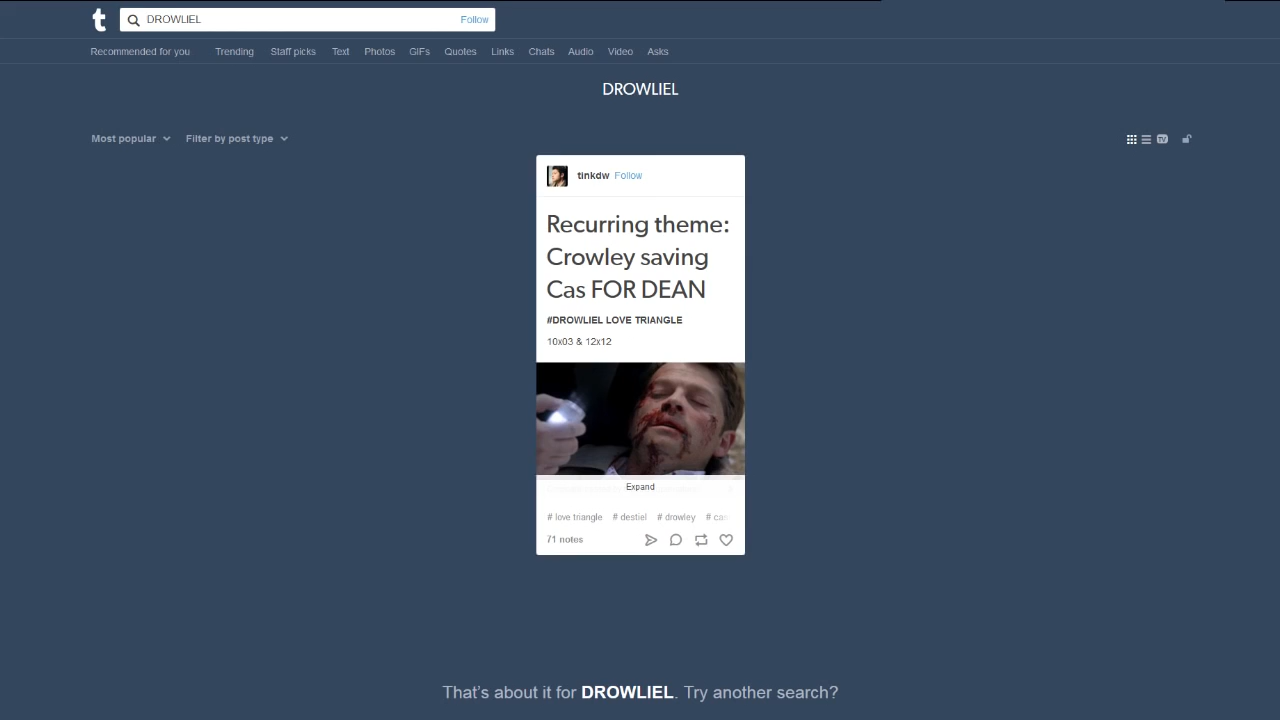 t DROWLIEL Follow
Recommended for you Trending Staff picks Text Photos GIFs Quotes Links Chats Audio Video Asks
DROWLIEL
Most popular Filter by post type TV
tinkdw Follow
Recurring theme:
Crowley saving
Cas FOR DEAN
#DROWLIEL LOVE TRIANGLE
10x03 & 12x12
Expand
# love triangle # destiel # drowley # cas
71 notes
That's about it for DROWLIEL. Try another search?